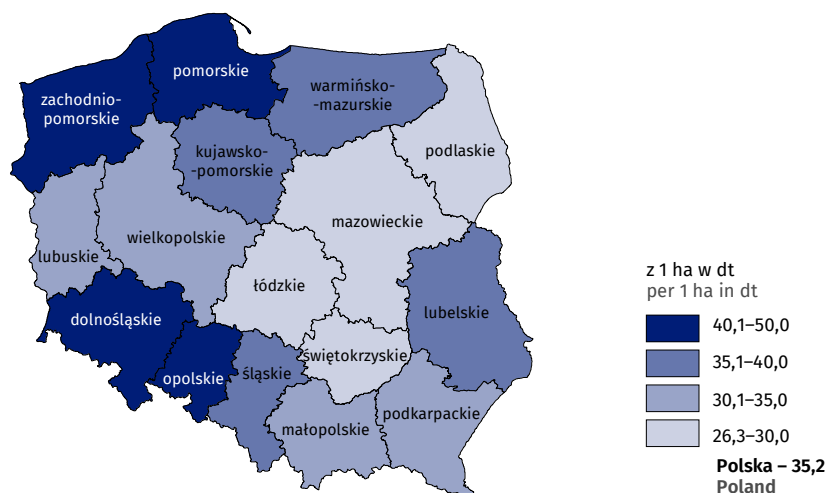 pomorskie
zachodnio-
pomorskie
warmińsko-
-mazurskie
kujawsko-
-pomorskie
podlaskie
mazowieckie
wielkopolskie
lubuskie
łódzkie
lubelskie
dolnośląskie
świętokrzyskie
opolskie
śląskie
podkarpackie
małopolskie
z 1 ha w dt
per 1 ha in dt
40,1–50,0
35,1–40,0
30,1–35,0
26,3–30,0
Polska – 35,2
Poland